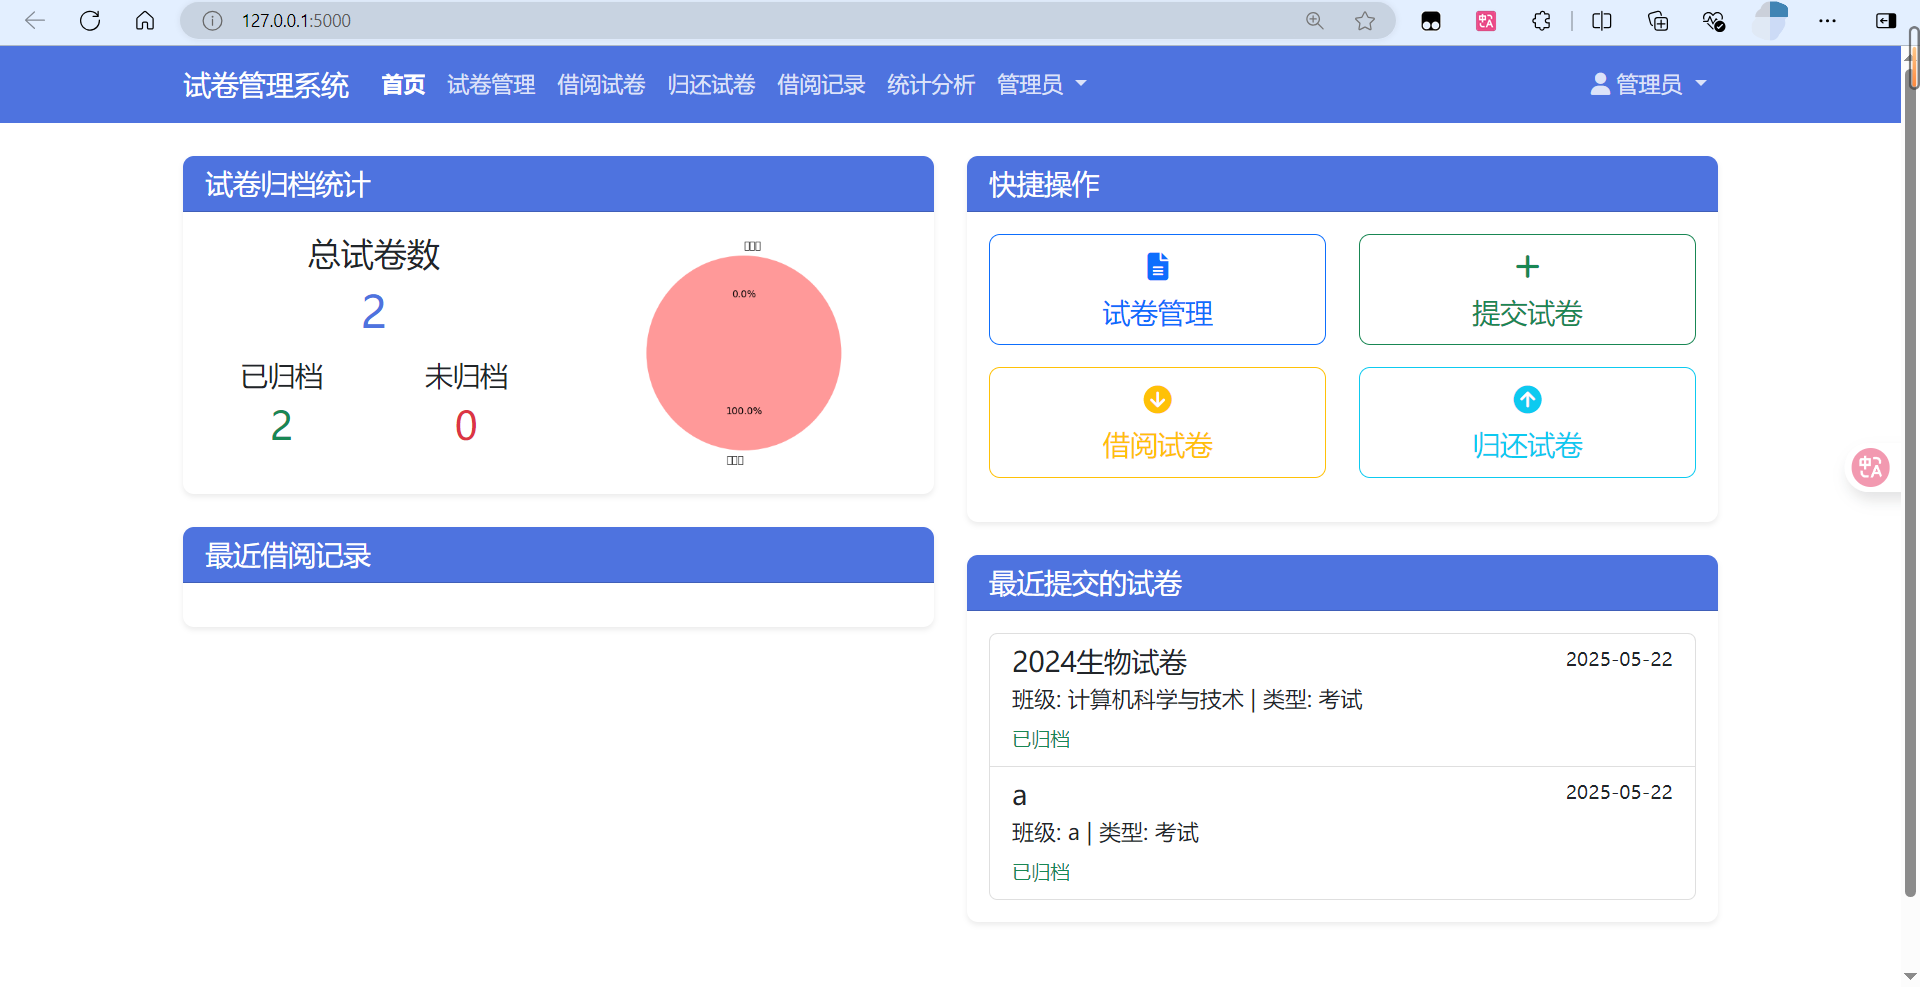 127.0.0.1:5000
试卷管理系统 首页 试卷管理 借阅试卷 归还试卷 借阅记录 统计分析 管理员 管理员
试卷归档统计
总试卷数
2
已归档 未归档
2 0
0.0%
100.0%
快捷操作
试卷管理 提交试卷
借阅试卷 归还试卷
最近借阅记录
最近提交的试卷
2024生物试卷 2025-05-22
班级: 计算机科学与技术 | 类型: 考试
已归档
a 2025-05-22
班级: a | 类型: 考试
已归档